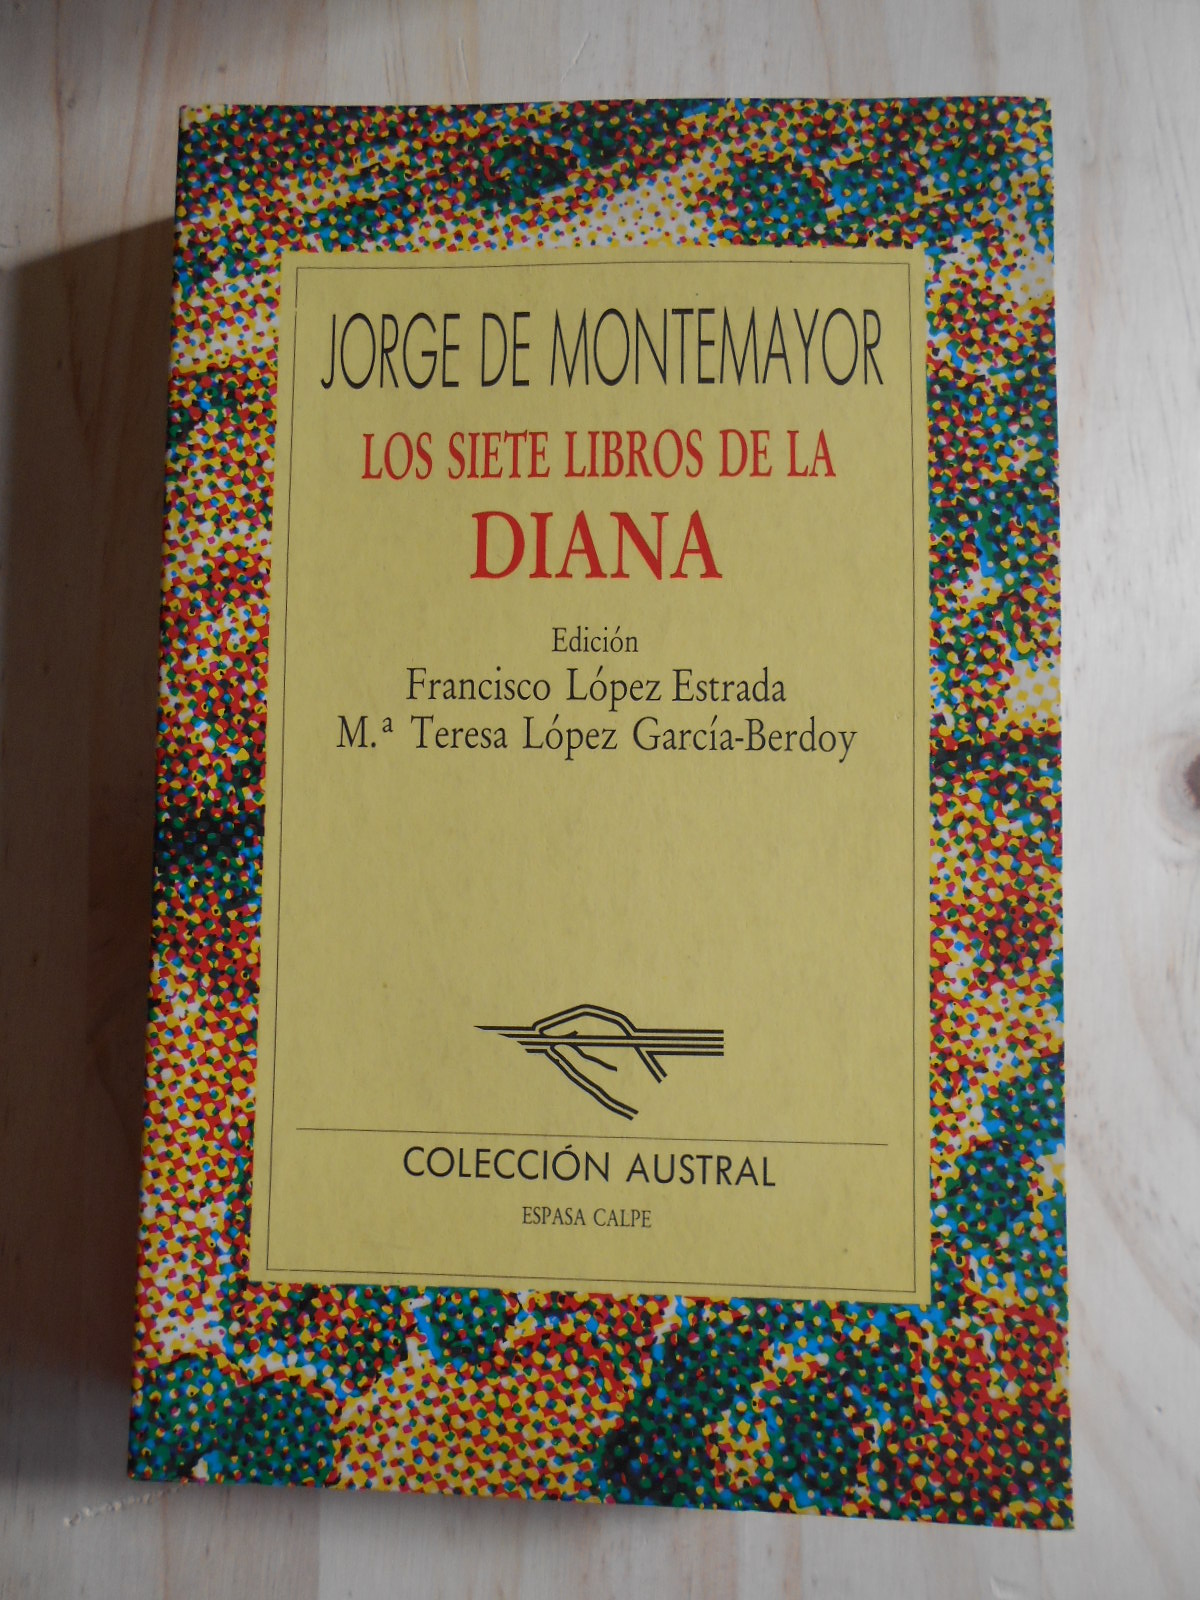 JORGE DE MONTEMAYOR
LOS SIETE LIBROS DE LA
DIANA
Edición
Francisco López Estrada
M.ª Teresa López García-Berdoy
COLECCIÓN AUSTRAL
ESPASA CALPE